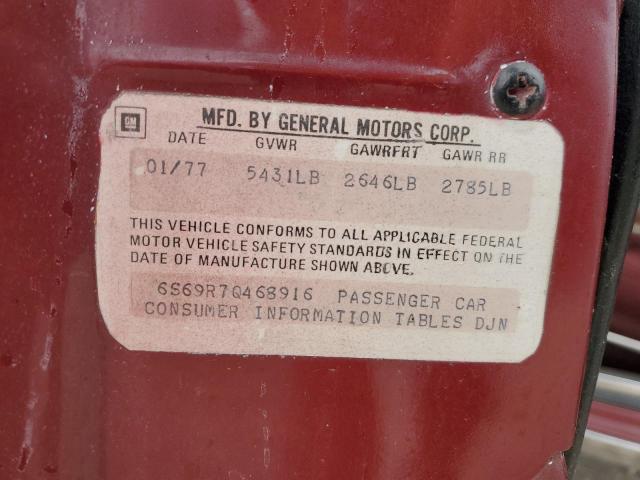 GM
MFD. BY GENERAL MOTORS CORP.
DATE GVWR GAWRFRT GAWR RR
01/77 5431LB 2646LB 2785LB
THIS VEHICLE CONFORMS TO ALL APPLICABLE FEDERAL
MOTOR VEHICLE SAFETY STANDARDS IN EFFECT ON THE
DATE OF MANUFACTURE SHOWN ABOVE.
6S69R7Q468916 PASSENGER CAR
CONSUMER INFORMATION TABLES DJN